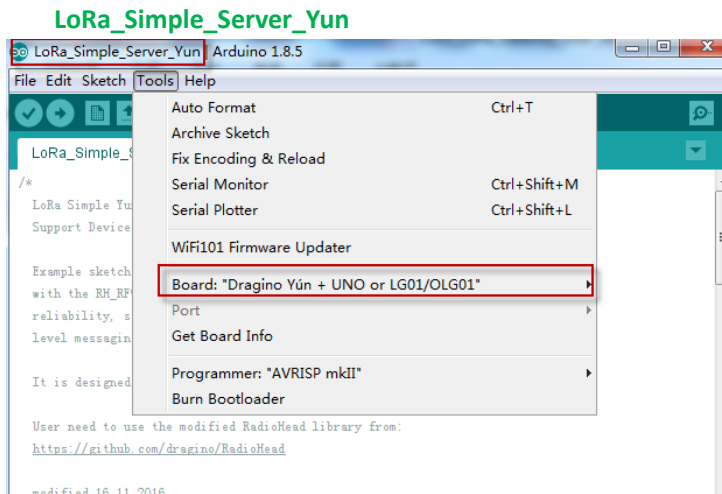 LoRa_Simple_Server_Yun
LoRa_Simple_Server_Yun | Arduino 1.8.5
File Edit Sketch Tools Help
LoRa_Simple_S
Auto Format Ctrl+T
Archive Sketch
Fix Encoding & Reload
Serial Monitor Ctrl+Shift+M
Serial Plotter Ctrl+Shift+L
WiFi101 Firmware Updater
Board: "Dragino Yún + UNO or LG01/OLG01"
Port
Get Board Info
Programmer: "AVRISP mkII"
Burn Bootloader
/*
LoRa Simple Yu
Support Device
Example sketch
with the RH_RF9
reliability, s
level messagin
It is designed
User need to use the modified RadioHead library from:
https://github.com/dragino/RadioHead
modified 16 11 2016